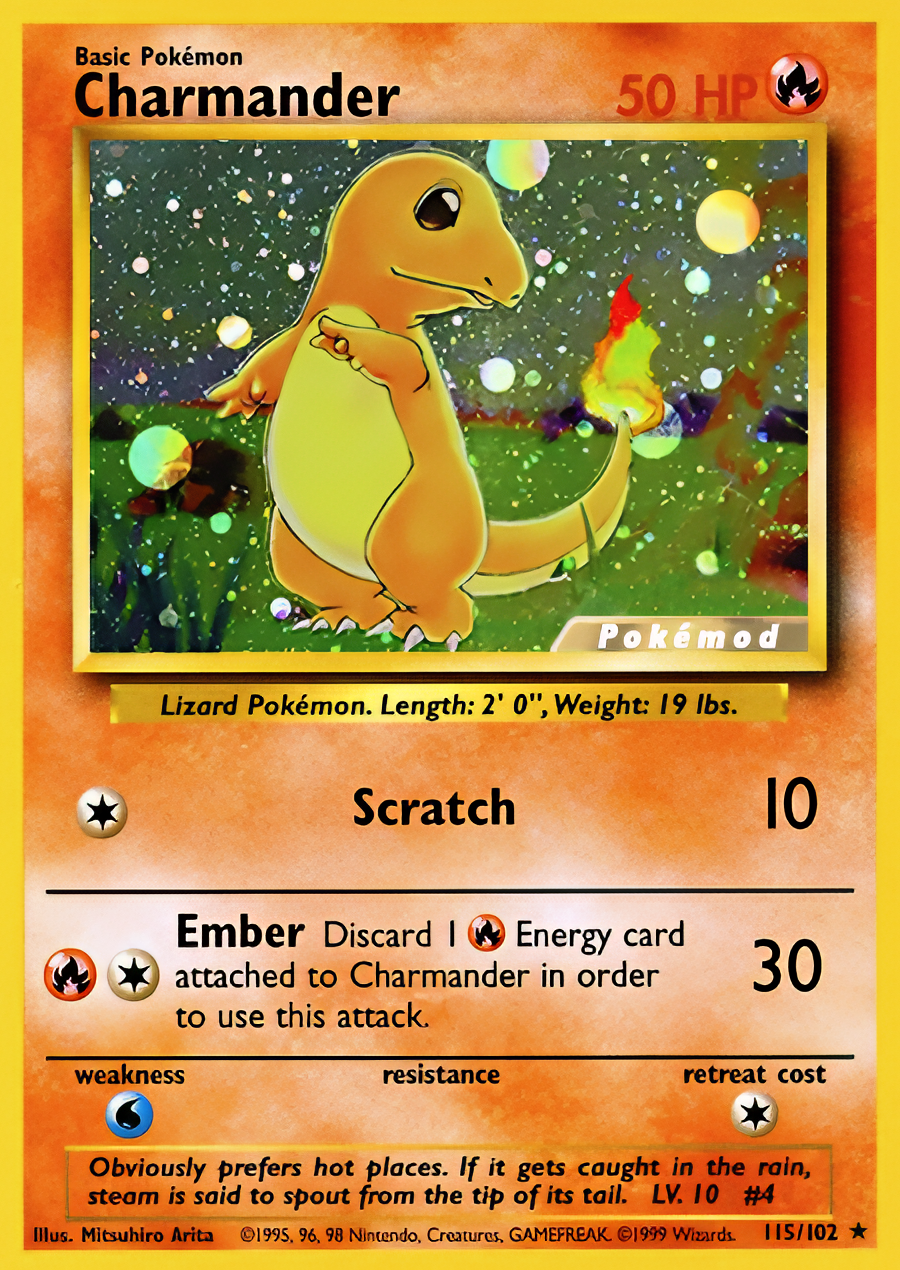 Basic Pokémon
Charmander 50 HP
Pokémod
Lizard Pokémon. Length: 2' 0", Weight: 19 lbs.
Scratch 10
Ember Discard 1 Energy card
attached to Charmander in order
to use this attack.
30
weakness resistance retreat cost
Obviously prefers hot places. If it gets caught in the rain,
steam is said to spout from the tip of its tail. LV. 10 #4
Illus. Mitsuhiro Arita ©1995, 96, 98 Nintendo, Creatures, GAMEFREAK. ©1999 Wizards. 115/102 ★